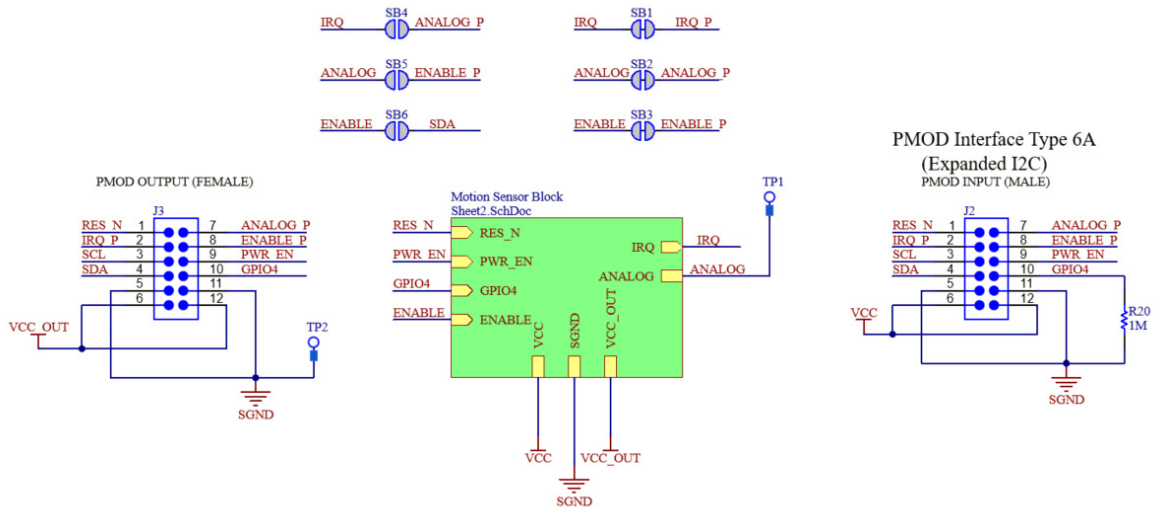 SB4
IRQ ANALOG_P
SB1
IRQ IRQ_P
SB5
ANALOG ENABLE_P
SB2
ANALOG ANALOG_P
SB6
ENABLE SDA
SB3
ENABLE ENABLE_P
PMOD OUTPUT (FEMALE)
J3
RES_N 1 7 ANALOG_P
IRQ_P 2 8 ENABLE_P
SCL 3 9 PWR_EN
SDA 4 10 GPIO4
5 11
6 12
VCC_OUT
TP2
SGND
Motion Sensor Block
Sheet2.SchDoc
RES_N RES_N
PWR_EN PWR_EN
GPIO4 GPIO4
ENABLE ENABLE
IRQ IRQ
ANALOG ANALOG
TP1
VCC
SGND
VCC_OUT
VCC
VCC_OUT
SGND
PMOD Interface Type 6A
(Expanded I2C)
PMOD INPUT (MALE)
J2
RES_N 1 7 ANALOG_P
IRQ_P 2 8 ENABLE_P
SCL 3 9 PWR_EN
SDA 4 10 GPIO4
5 11
6 12
VCC
R20
1M
SGND